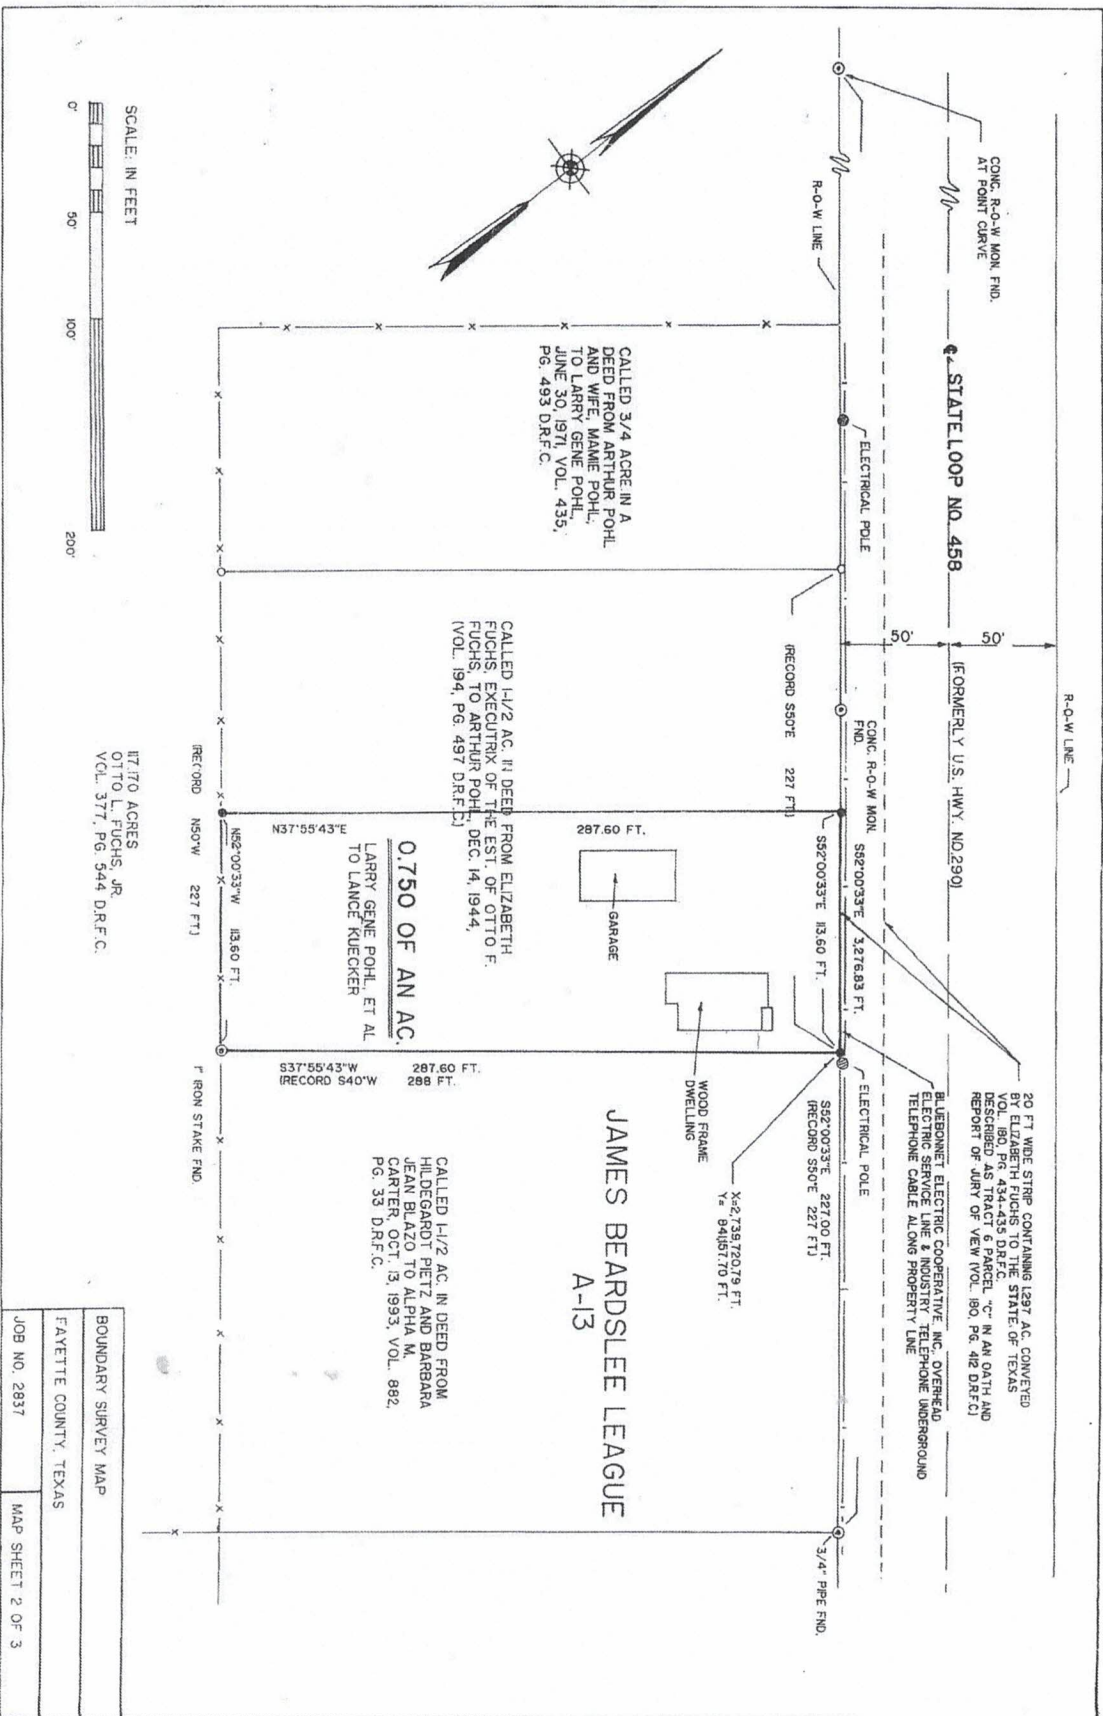 R-O-W LINE
CONC. R-O-W MON. FND.
AT POINT CURVE
℄ STATE LOOP NO. 458
(FORMERLY U.S. HWY. NO. 290)
50'
50'
20 FT WIDE STRIP CONTAINING 1.297 AC. CONVEYED
BY ELIZABETH FUCHS TO THE STATE OF TEXAS
VOL. 180, PG. 434-435 D.R.F.C.
DESCRIBED AS TRACT 6 PARCEL "C" IN AN OATH AND
REPORT OF JURY OF VIEW (VOL. 180, PG. 412 D.R.F.C.)
BLUEBONNET ELECTRIC COOPERATIVE, INC. OVERHEAD
ELECTRIC SERVICE LINE & INDUSTRY TELEPHONE UNDERGROUND
TELEPHONE CABLE ALONG PROPERTY LINE
R-O-W LINE
ELECTRICAL POLE
CONC. R-O-W MON.
FND.
S52°00'33"E 3,276.83 FT.
ELECTRICAL POLE
(RECORD S50°E 227 FT.)
S52°00'33"E 113.60 FT.
S52°00'33"E 227.00 FT.
(RECORD S50°E 227 FT.)
3/4" PIPE FND.
X=2,739,720.79 FT.
Y= 841,157.70 FT.
WOOD FRAME
DWELLING
GARAGE
CALLED 3/4 ACRE IN A
DEED FROM ARTHUR POHL
AND WIFE, MAMIE POHL,
TO LARRY GENE POHL,
JUNE 30, 1971, VOL. 435,
PG. 493 D.R.F.C.
CALLED 1-1/2 AC. IN DEED FROM ELIZABETH
FUCHS, EXECUTRIX OF THE EST. OF OTTO F.
FUCHS, TO ARTHUR POHL, DEC. 14, 1944,
(VOL. 194, PG. 497 D.R.F.C.)
JAMES BEARDSLEE LEAGUE
A-13
N37°55'43"E
287.60 FT.
0.750 OF AN AC.
LARRY GENE POHL, ET AL
TO LANCE KUECKER
S37°55'43"W 287.60 FT.
(RECORD S40°W 288 FT.
CALLED 1-1/2 AC. IN DEED FROM
HILDEGARDT PIETZ AND BARBARA
JEAN BLAZO TO ALPHA M.
CARTER, OCT. 13, 1993, VOL. 882,
PG. 33 D.R.F.C.
N52°00'33"W 113.60 FT.
(RECORD N50°W 227 FT.)
1" IRON STAKE FND.
117.170 ACRES
OTTO L. FUCHS, JR.
VOL. 377, PG. 544 D.R.F.C.
SCALE: IN FEET
0' 50' 100' 200'
BOUNDARY SURVEY MAP
FAYETTE COUNTY, TEXAS
JOB NO. 2837
MAP SHEET 2 OF 3